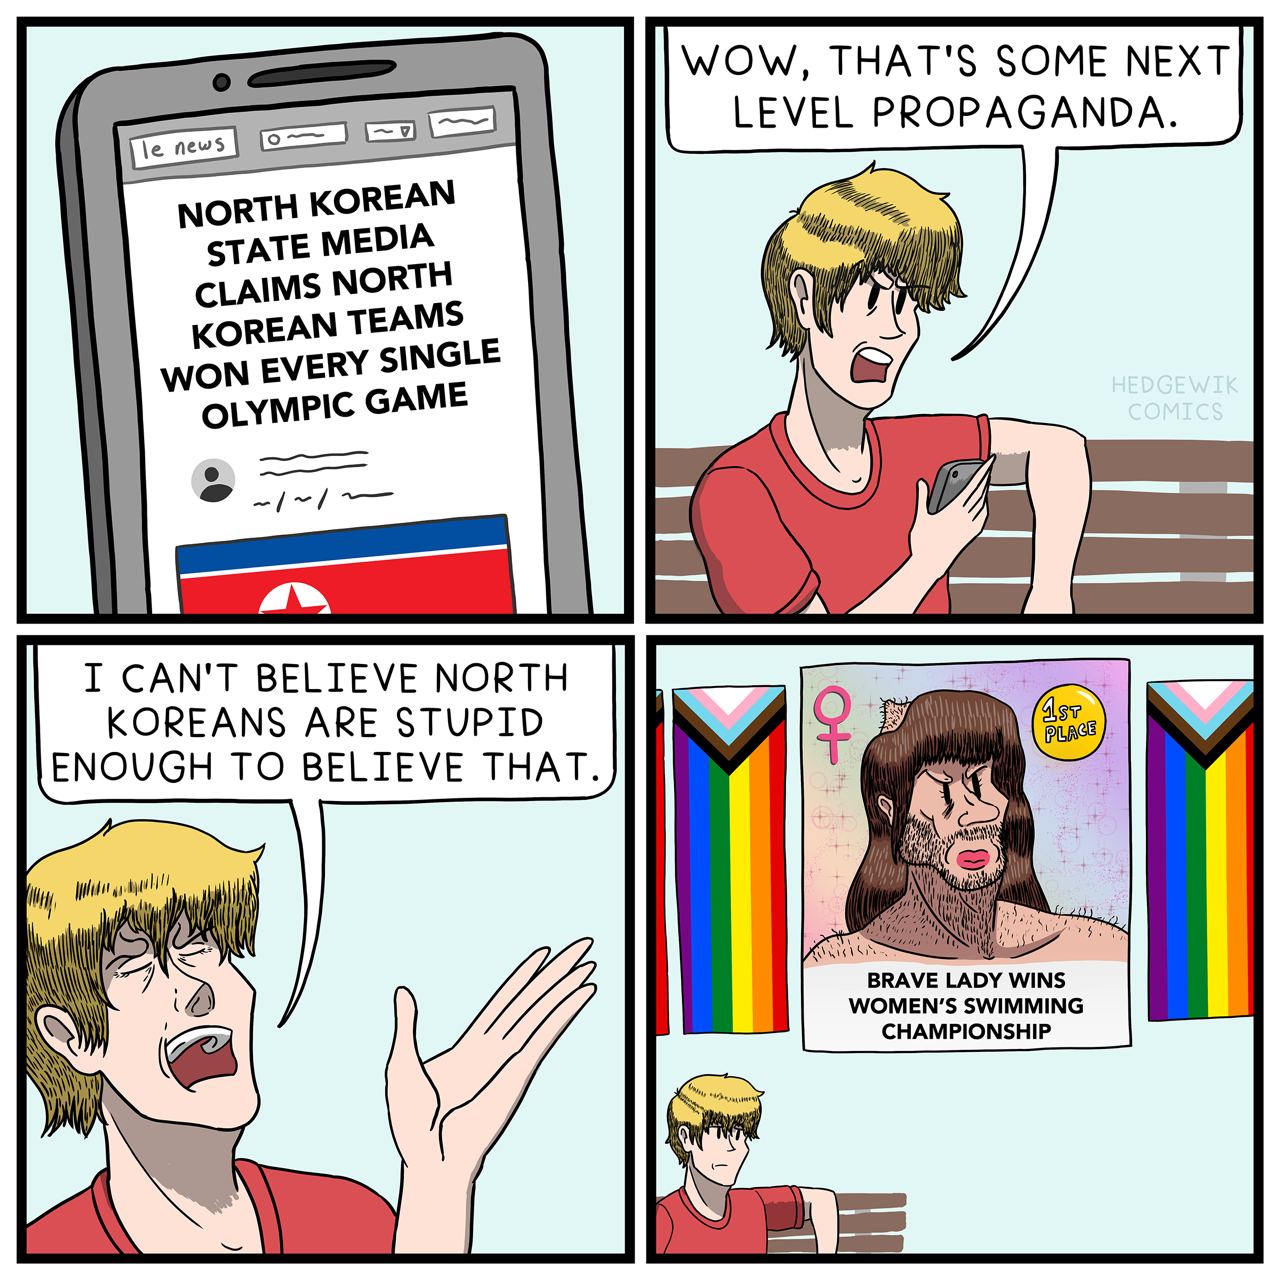 le news
NORTH KOREAN
STATE MEDIA
CLAIMS NORTH
KOREAN TEAMS
WON EVERY SINGLE
OLYMPIC GAME
WOW, THAT'S SOME NEXT
LEVEL PROPAGANDA.
HEDGEWIK
COMICS
I CAN'T BELIEVE NORTH
KOREANS ARE STUPID
ENOUGH TO BELIEVE THAT.
1ST
PLACE
BRAVE LADY WINS
WOMEN'S SWIMMING
CHAMPIONSHIP